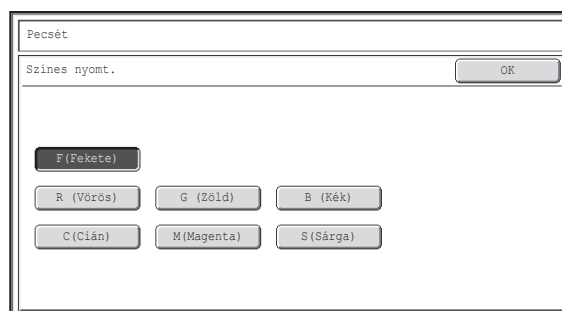 Pecsét
Színes nyomt. OK
F(Fekete)
R (Vörös) G (Zöld) B (Kék)
C(Cián) M(Magenta) S(Sárga)